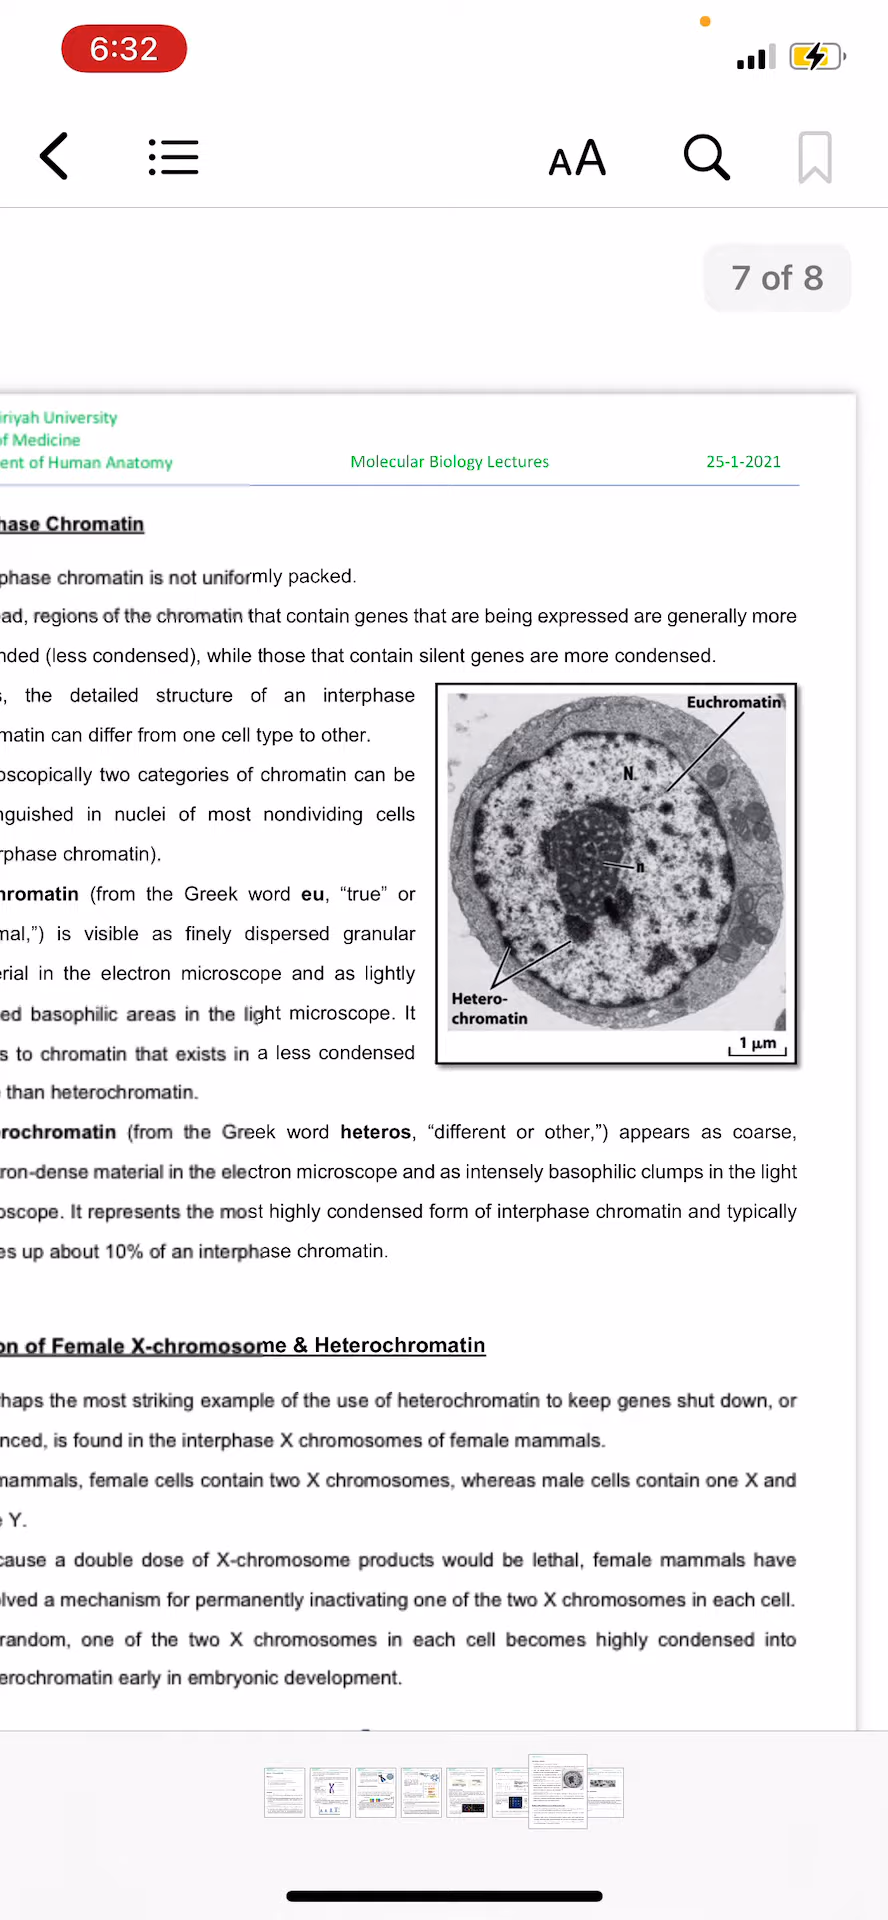 6:32
AA
7 of 8
iriyah University
of Medicine
ent of Human Anatomy
Molecular Biology Lectures
25-1-2021
hase Chromatin
phase chromatin is not uniformly packed.
ad, regions of the chromatin that contain genes that are being expressed are generally more
nded (less condensed), while those that contain silent genes are more condensed.
s, the detailed structure of an interphase
matin can differ from one cell type to other.
oscopically two categories of chromatin can be
nguished in nuclei of most nondividing cells
rphase chromatin).
hromatin (from the Greek word eu, “true” or
mal,”) is visible as finely dispersed granular
erial in the electron microscope and as lightly
ed basophilic areas in the light microscope. It
s to chromatin that exists in a less condensed
than heterochromatin.
Euchromatin
N
n
Hetero-
chromatin
1 µm
rochromatin (from the Greek word heteros, “different or other,”) appears as coarse,
ron-dense material in the electron microscope and as intensely basophilic clumps in the light
oscope. It represents the most highly condensed form of interphase chromatin and typically
es up about 10% of an interphase chromatin.
on of Female X-chromosome & Heterochromatin
haps the most striking example of the use of heterochromatin to keep genes shut down, or
nced, is found in the interphase X chromosomes of female mammals.
mammals, female cells contain two X chromosomes, whereas male cells contain one X and
e Y.
cause a double dose of X-chromosome products would be lethal, female mammals have
lved a mechanism for permanently inactivating one of the two X chromosomes in each cell.
random, one of the two X chromosomes in each cell becomes highly condensed into
erochromatin early in embryonic development.